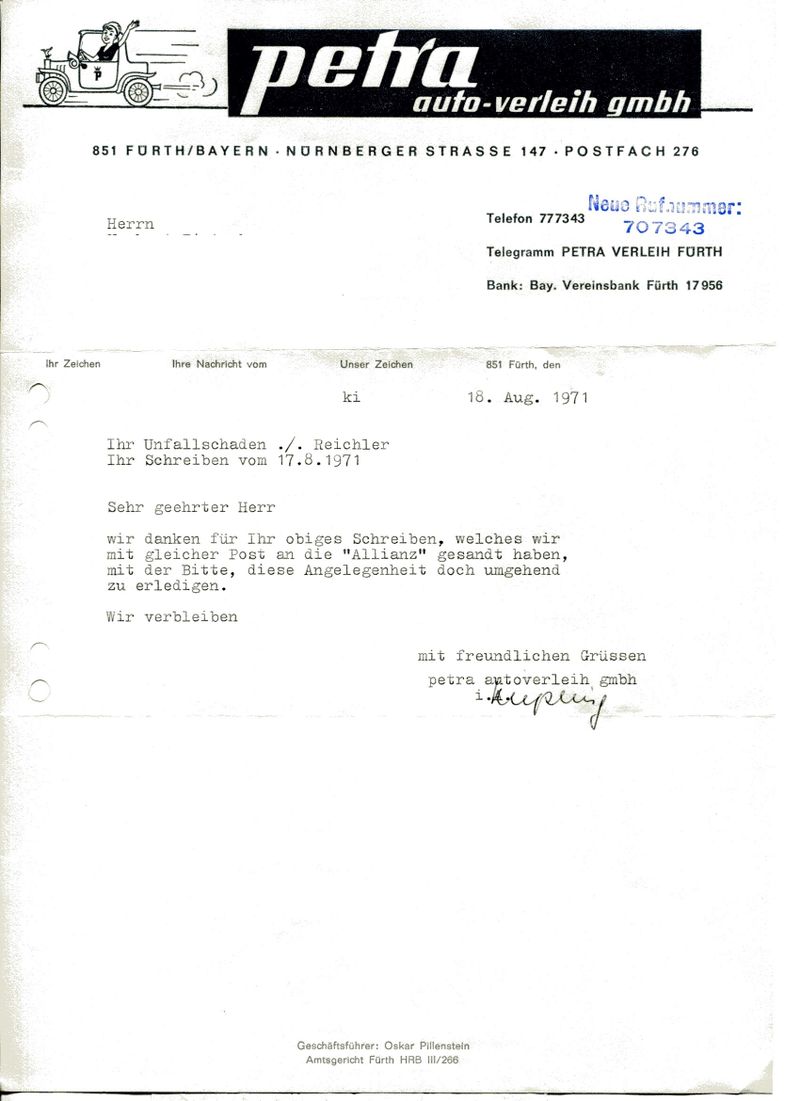 petra
auto-verleih gmbh
851 FÜRTH/BAYERN · NÜRNBERGER STRASSE 147 · POSTFACH 276
Neue Rufnummer:
Telefon 777343
707343
Herrn
Telegramm PETRA VERLEIH FÜRTH
Bank: Bay. Vereinsbank Fürth 17 956
Ihr Zeichen Ihre Nachricht vom Unser Zeichen 851 Fürth, den
ki 18. Aug. 1971
Ihr Unfallschaden ./. Reichler
Ihr Schreiben vom 17.8.1971
Sehr geehrter Herr
wir danken für Ihr obiges Schreiben, welches wir
mit gleicher Post an die "Allianz" gesandt haben,
mit der Bitte, diese Angelegenheit doch umgehend
zu erledigen.
Wir verbleiben
mit freundlichen Grüssen
petra autoverleih gmbh
i.A.
Geschäftsführer: Oskar Pillenstein
Amtsgericht Fürth HRB III/266